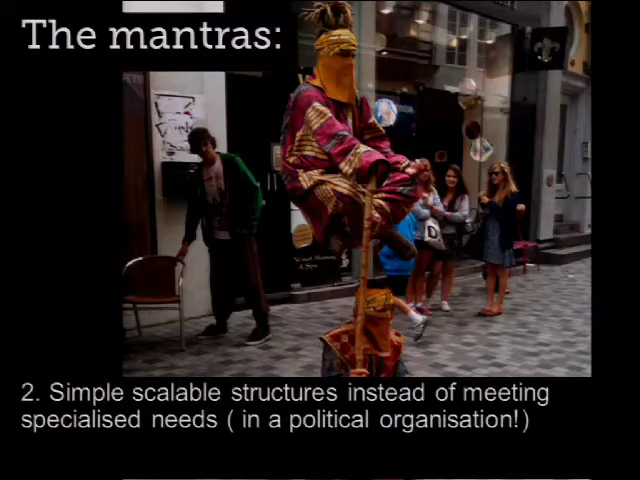 The mantras:
2. Simple scalable structures instead of meeting
specialised needs ( in a political organisation!)